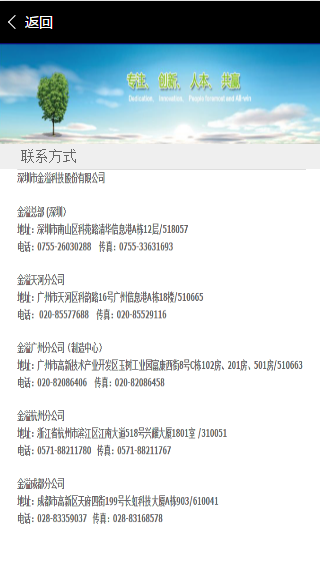 返回
专注、 创新、 人本、 共赢
Dedication, Innovation, People foremost and All-win
联系方式
深圳市金溢科技股份有限公司
金溢总部 (深圳)
地址: 深圳市南山区科苑路清华信息港A栋12层/518057
电话: 0755-26030288 传真: 0755-33631693
金溢天河分公司
地址: 广州市天河区科韵路16号广州信息港A栋18楼/510665
电话: 020-85577688 传真: 020-85529116
金溢广州分公司 (制造中心)
地址: 广州市高新技术产业开发区玉树工业园富康西街8号C栋102房、201房、501房/510663
电话: 020-82086406 传真: 020-82086458
金溢杭州分公司
地址: 浙江省杭州市滨江区江南大道518号兴耀大厦1801室 /310051
电话: 0571-88211780 传真: 0571-88211767
金溢成都分公司
地址: 成都市高新区天府四街199号长虹科技大厦A栋903/610041
电话: 028-83359037 传真: 028-83168578